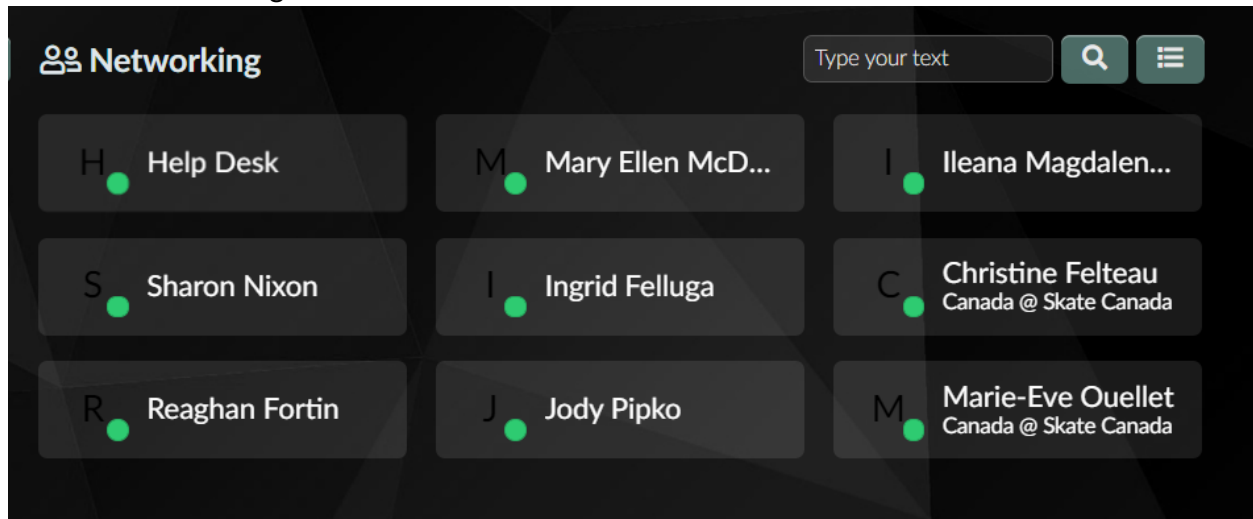 Networking
Type your text
H Help Desk
M Mary Ellen McD...
I Ileana Magdalen...
S Sharon Nixon
I Ingrid Felluga
C Christine Felteau
Canada @ Skate Canada
R Reaghan Fortin
J Jody Pipko
M Marie-Eve Ouellet
Canada @ Skate Canada